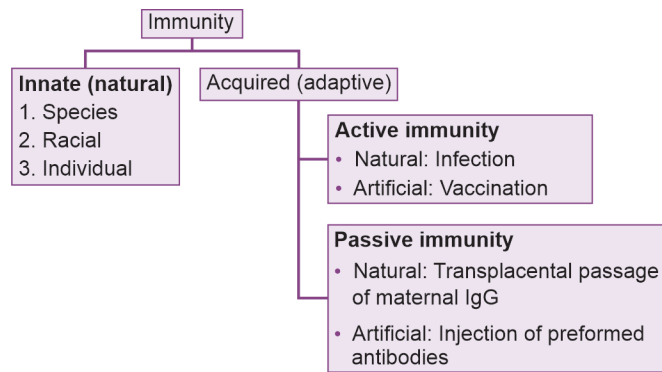 Immunity
Innate (natural)
1. Species
2. Racial
3. Individual
Acquired (adaptive)
Active immunity
• Natural: Infection
• Artificial: Vaccination
Passive immunity
• Natural: Transplacental passage
of maternal IgG
• Artificial: Injection of preformed
antibodies